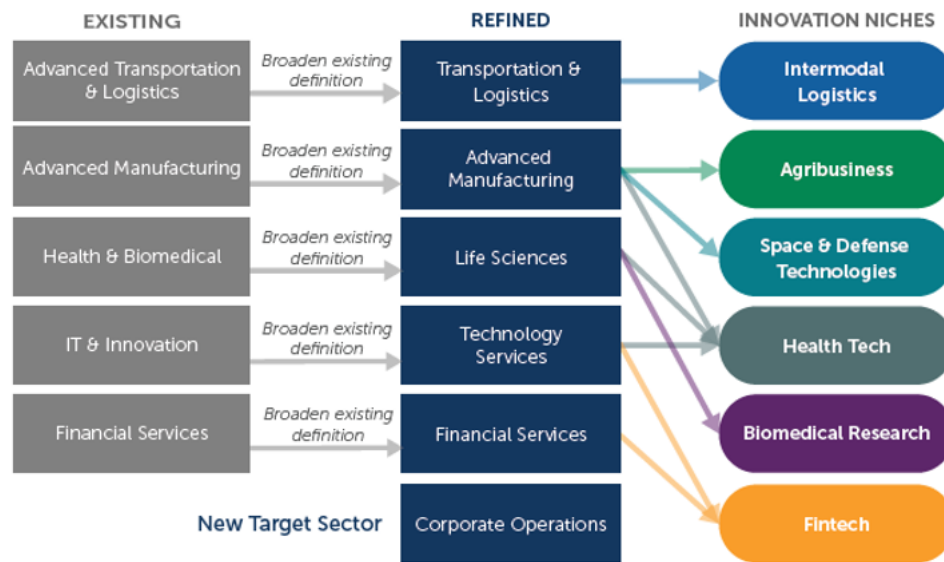 EXISTING
REFINED
INNOVATION NICHES
Advanced Transportation
& Logistics
Broaden existing
definition
Transportation &
Logistics
Intermodal
Logistics
Advanced Manufacturing
Broaden existing
definition
Advanced
Manufacturing
Agribusiness
Health & Biomedical
Broaden existing
definition
Life Sciences
Space & Defense
Technologies
IT & Innovation
Broaden existing
definition
Technology
Services
Health Tech
Financial Services
Broaden existing
definition
Financial Services
Biomedical Research
New Target Sector
Corporate Operations
Fintech